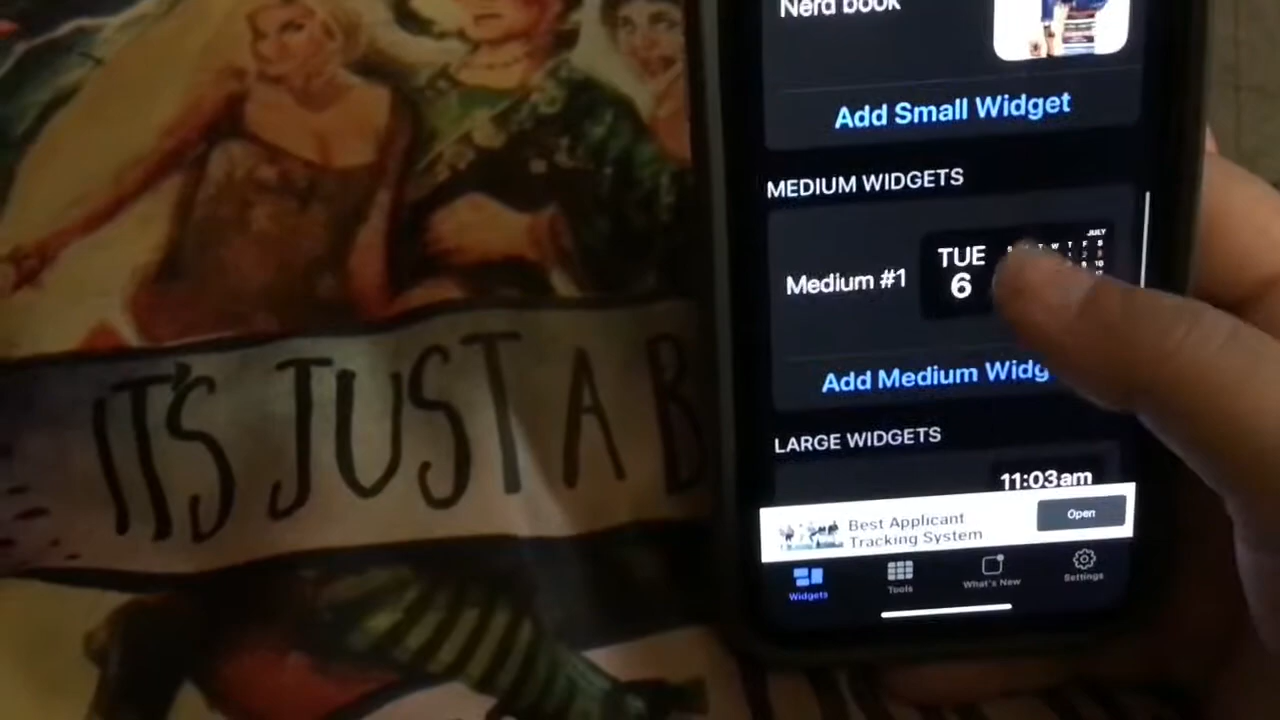 Nerd book
Add Small Widget
MEDIUM WIDGETS
JULY
TUE
6
T W T F S
Medium #1
Add Medium Widg
LARGE WIDGETS
11:03am
Best Applicant
Tracking System
Open
Widgets
Tools
What's New
Settings
IT'S JUST A B